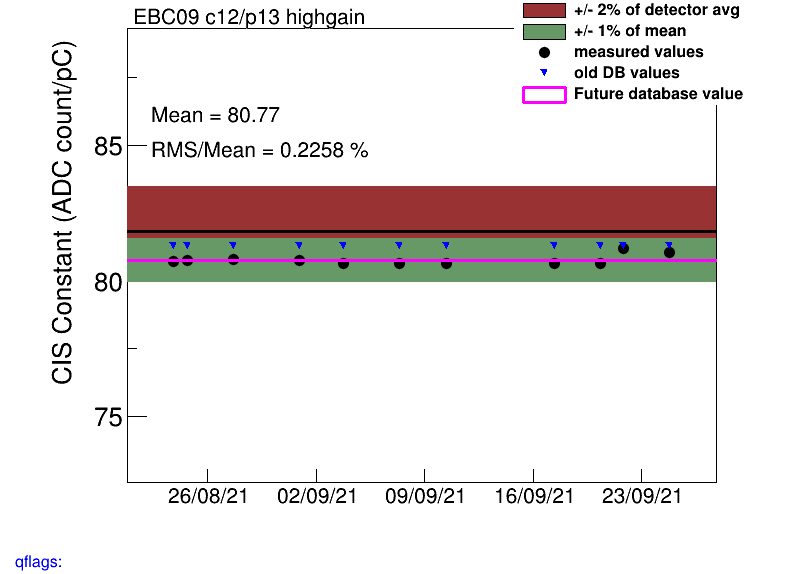 EBC09 c12/p13 highgain
+/- 2% of detector avg
+/- 1% of mean
measured values
old DB values
Future database value
Mean = 80.77
RMS/Mean = 0.2258 %
CIS Constant (ADC count/pC)
85
80
75
26/08/21 02/09/21 09/09/21 16/09/21 23/09/21
qflags: